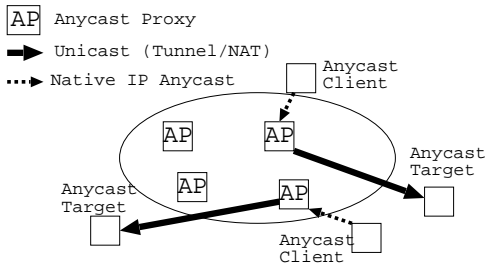 AP Anycast Proxy
Unicast (Tunnel/NAT)
Native IP Anycast
Anycast
Client
AP
AP
Anycast
Target
AP
AP
Anycast
Target
Anycast
Client